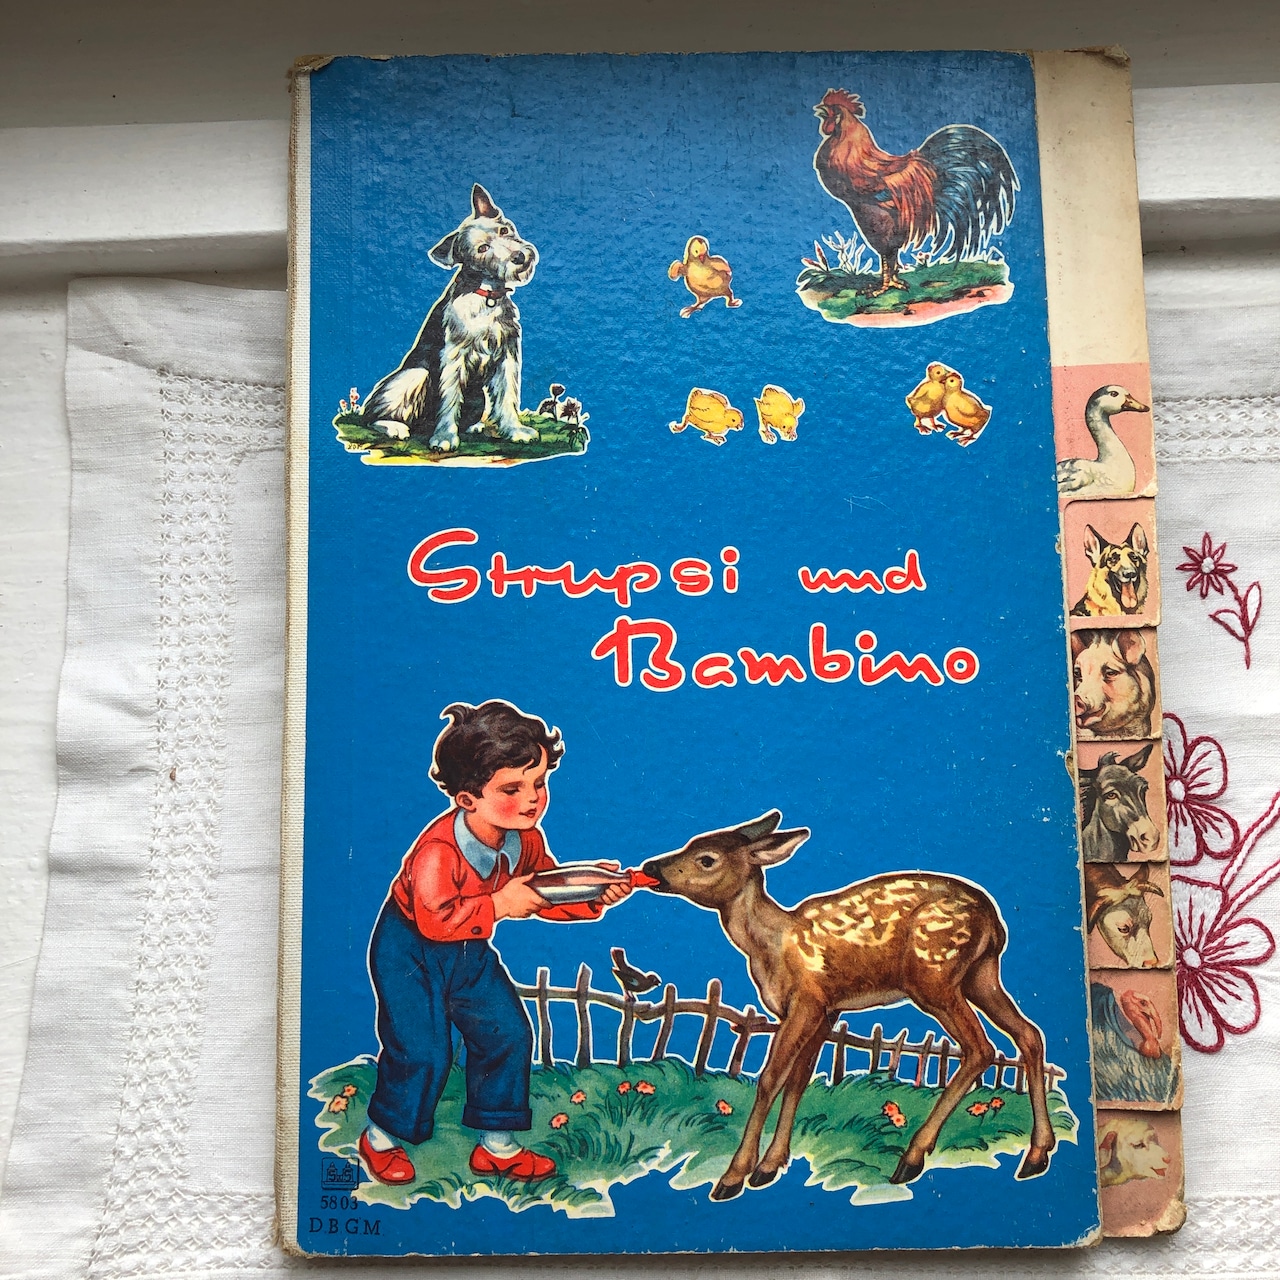 Strupsi und
Bambino
5803
D.B.G.M.